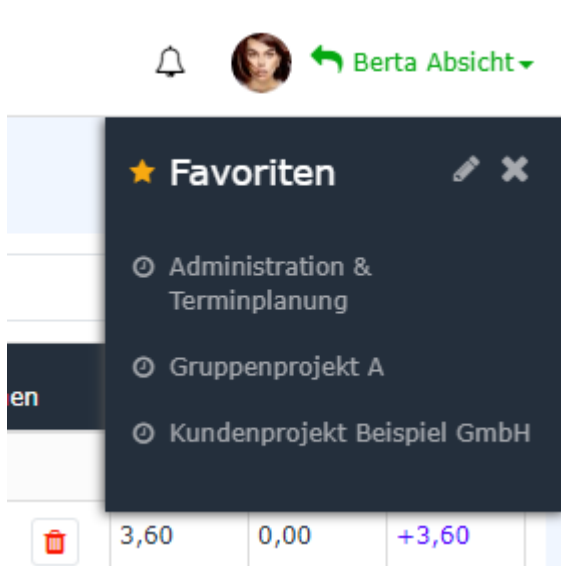 Berta Absicht
Favoriten
Administration &
Terminplanung
Gruppenprojekt A
en
Kundenprojekt Beispiel GmbH
3,60 0,00 +3,60